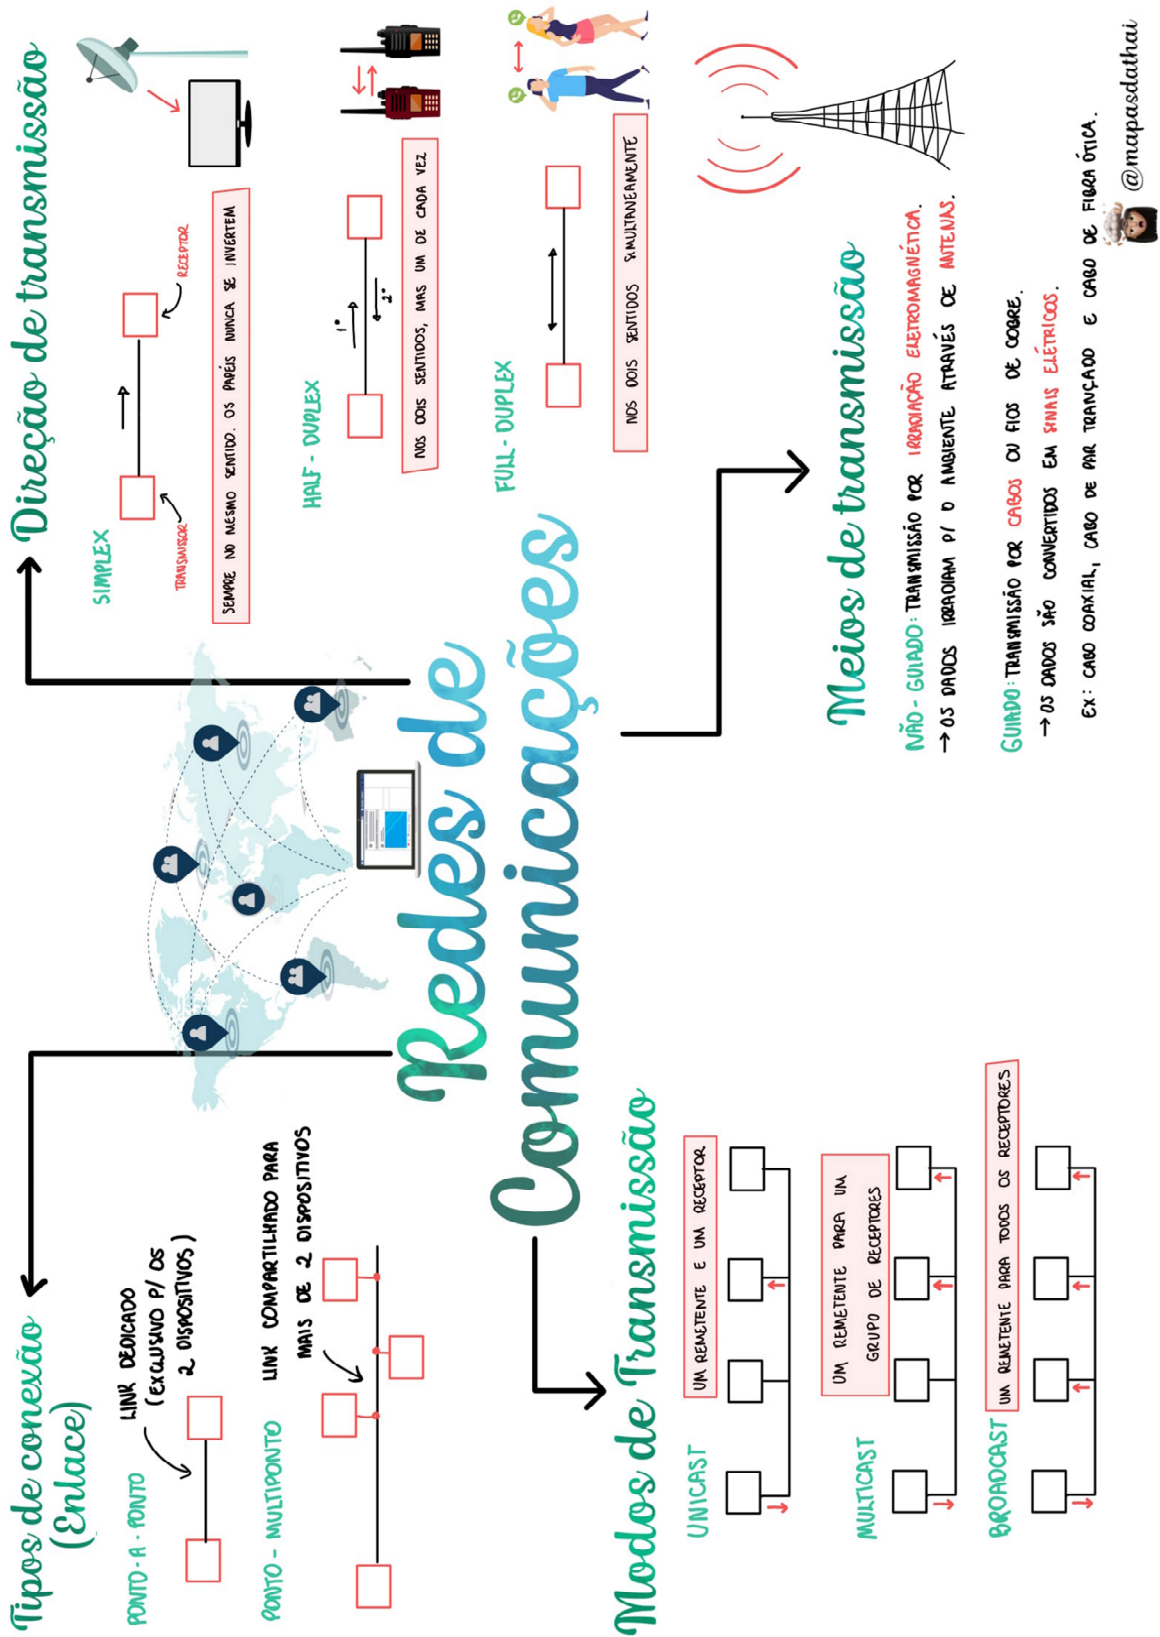 Redes de
Comunicações
Tipos de conexão
(Enlace)
PONTO - A - PONTO
LINK DEDICADO
(EXCLUSIVO P/ OS
2 DISPOSITIVOS)
PONTO - MULTIPONTO
LINK COMPARTILHADO PARA
MAIS DE 2 DISPOSITIVOS
Direção de transmissão
SIMPLEX
TRANSMISSOR
RECEPTOR
SEMPRE NO MESMO SENTIDO. OS PAPÉIS NUNCA SE INVERTEM
HALF - DUPLEX
1º
2º
NOS DOIS SENTIDOS, MAS UM DE CADA VEZ
FULL - DUPLEX
NOS DOIS SENTIDOS SIMULTANEAMENTE
Modos de Transmissão
UNICAST
UM REMETENTE E UM RECEPTOR
MULTICAST
UM REMETENTE PARA UM
GRUPO DE RECEPTORES
BROADCAST
UM REMETENTE PARA TODOS OS RECEPTORES
Meios de transmissão
NÃO - GUIADO: TRANSMISSÃO POR IRRADIAÇÃO ELETROMAGNÉTICA.
→ OS DADOS IRRADIAM P/ O AMBIENTE ATRAVÉS DE ANTENAS.
GUIADO: TRANSMISSÃO POR CABOS OU FIOS DE COBRE.
→ OS DADOS SÃO CONVERTIDOS EM SINAIS ELÉTRICOS.
EX: CABO COAXIAL, CABO DE PAR TRANÇADO E CABO DE FIBRA ÓTICA.
@mapasdathai